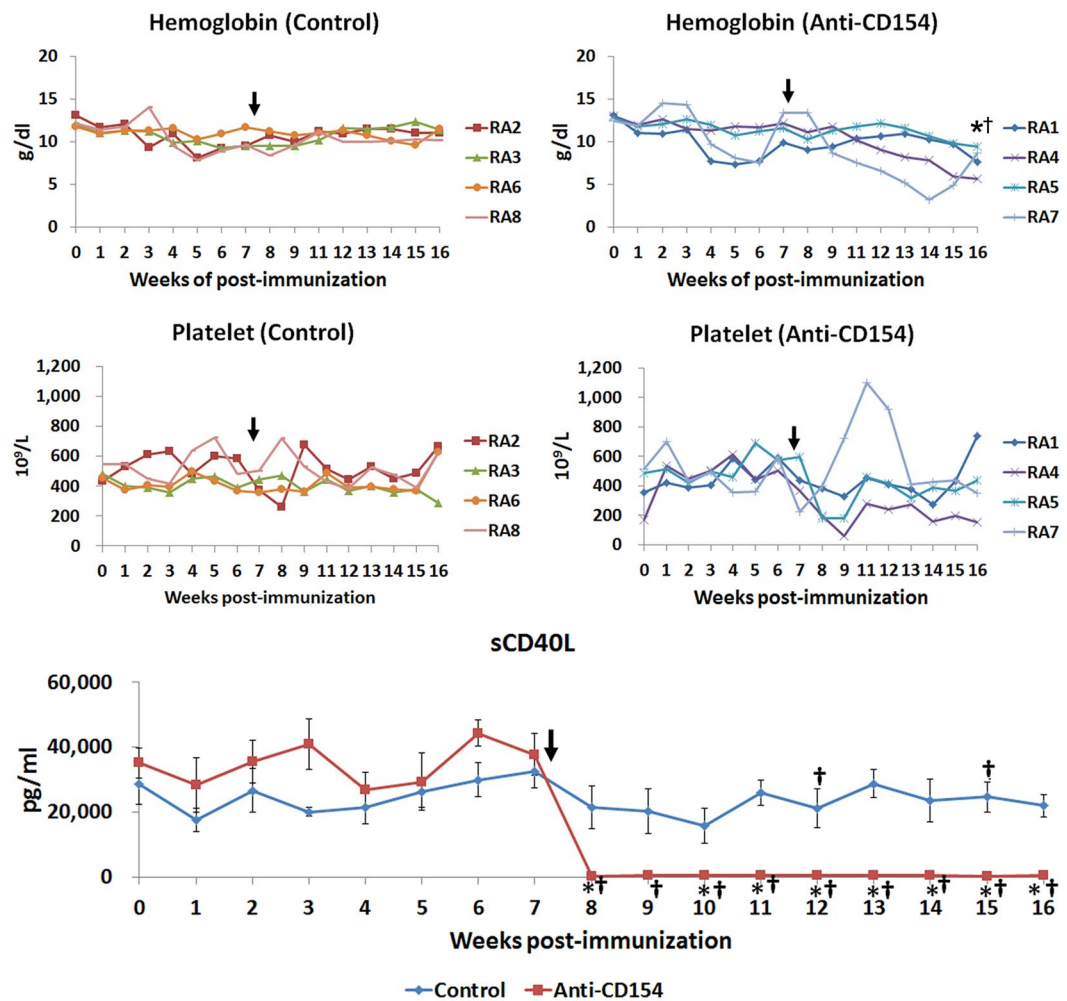 Hemoglobin (Control)
20
15
10
5
0
g/dl
0 1 2 3 4 5 6 7 8 9 11 12 13 14 15 16
Weeks of post-immunization
RA2
RA3
RA6
RA8
Hemoglobin (Anti-CD154)
20
15
10
5
0
g/dl
*†
0 1 2 3 4 5 6 7 8 9 11 12 13 14 15 16
Weeks of post-immunization
RA1
RA4
RA5
RA7
Platelet (Control)
1,200
1,000
800
600
400
200
0
10⁹/L
0 1 2 3 4 5 6 7 8 9 11 12 13 14 15 16
Weeks post-immunization
RA2
RA3
RA6
RA8
Platelet (Anti-CD154)
1,200
1,000
800
600
400
200
0
10⁹/L
0 1 2 3 4 5 6 7 8 9 11 12 13 14 15 16
Weeks post-immunization
RA1
RA4
RA5
RA7
sCD40L
60,000
40,000
20,000
0
pg/ml
† †
*† † *† *† *† *† *† *† *†
0 1 2 3 4 5 6 7 8 9 10 11 12 13 14 15 16
Weeks post-immunization
Control Anti-CD154